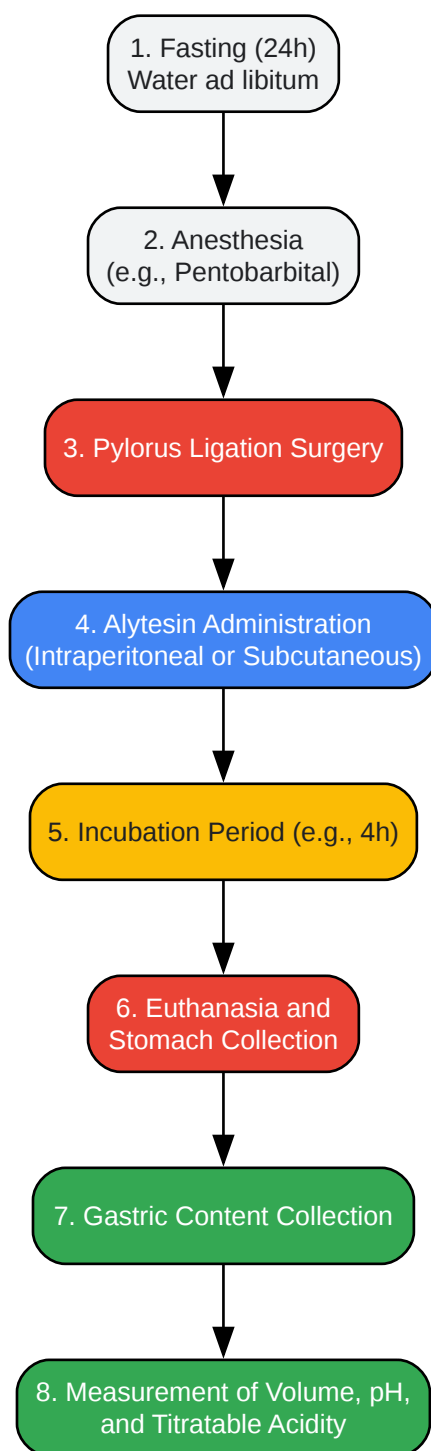 1. Fasting (24h)
Water ad libitum
2. Anesthesia
(e.g., Pentobarbital)
3. Pylorus Ligation Surgery
4. Alytesin Administration
(Intraperitoneal or Subcutaneous)
5. Incubation Period (e.g., 4h)
6. Euthanasia and
Stomach Collection
7. Gastric Content Collection
8. Measurement of Volume, pH,
and Titratable Acidity